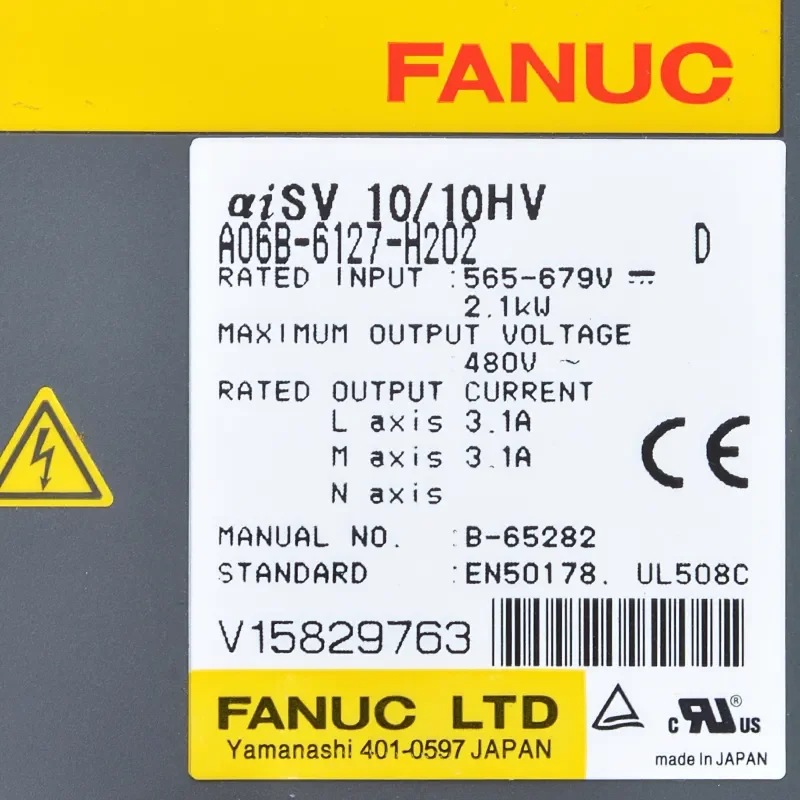 FANUC
αiSV 10/10HV
A06B-6127-H202 D
RATED INPUT :565-679V ⎓
2.1kW
MAXIMUM OUTPUT VOLTAGE
480V ~
RATED OUTPUT CURRENT
L axis 3.1A
M axis 3.1A
N axis
CE
MANUAL NO. :B-65282
STANDARD :EN50178. UL508C
V15829763
FANUC LTD
Yamanashi 401-0597 JAPAN
c RU ® US
made In JAPAN